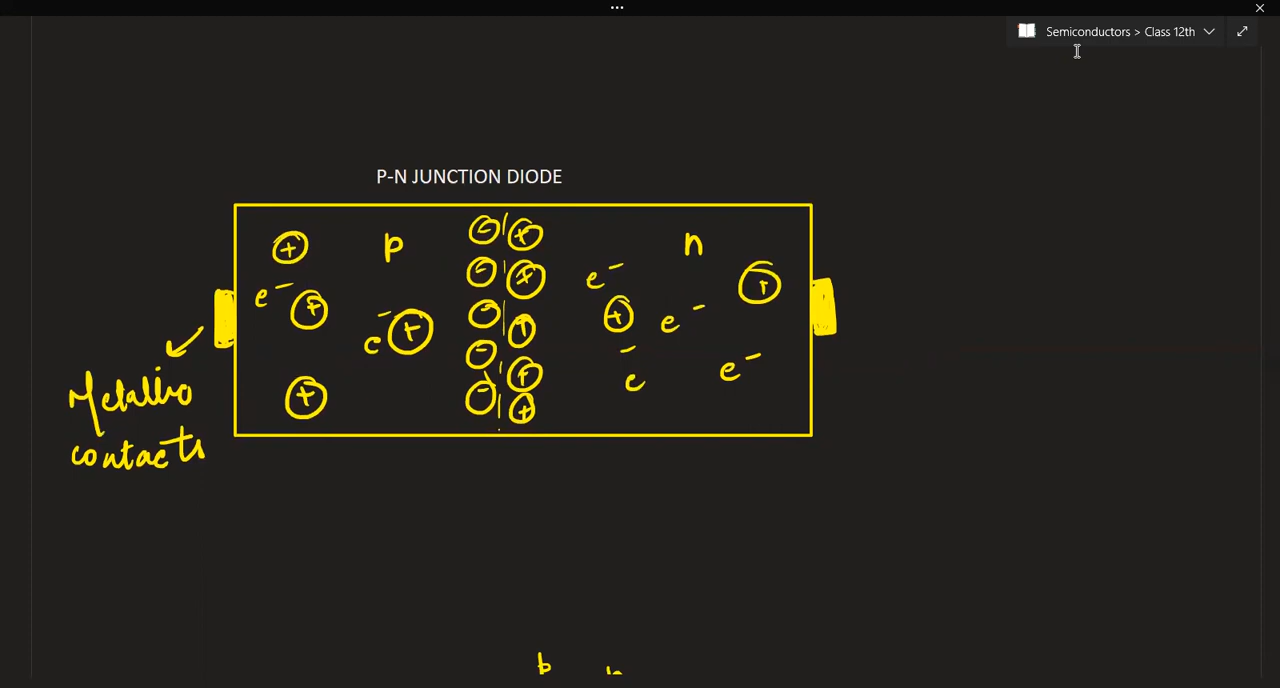 Semiconductors > Class 12th
P-N JUNCTION DIODE
+ p - + n
e⁻ + - + e⁻ +
e⁻ + - + + e⁻
- + e⁻ e⁻
+ - +
Metallic
contacts
b